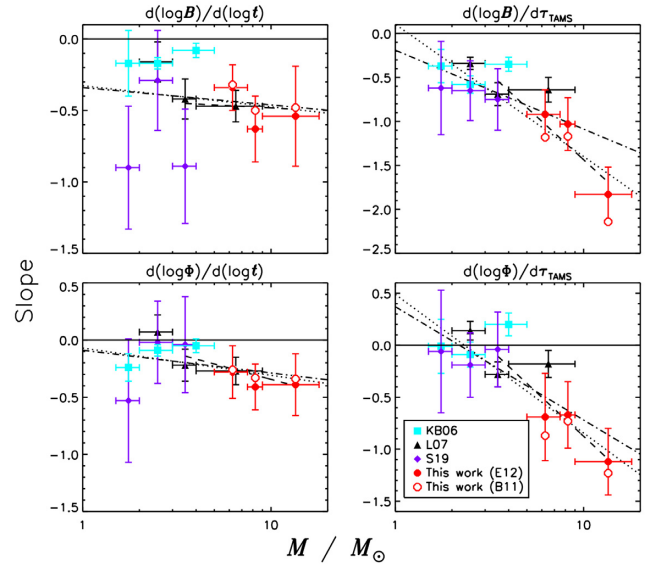 d(logB)/d(logt)
d(logB)/dτTAMS
0.0
-0.5
-1.0
-1.5
0.0
-0.5
-1.0
-1.5
-2.0
-2.5
Slope
d(logΦ)/d(logt)
d(logΦ)/dτTAMS
0.5
0.0
-0.5
-1.0
-1.5
0.5
0.0
-0.5
-1.0
-1.5
KB06
L07
S19
This work (E12)
This work (B11)
1 10
1 10
M / M⊙